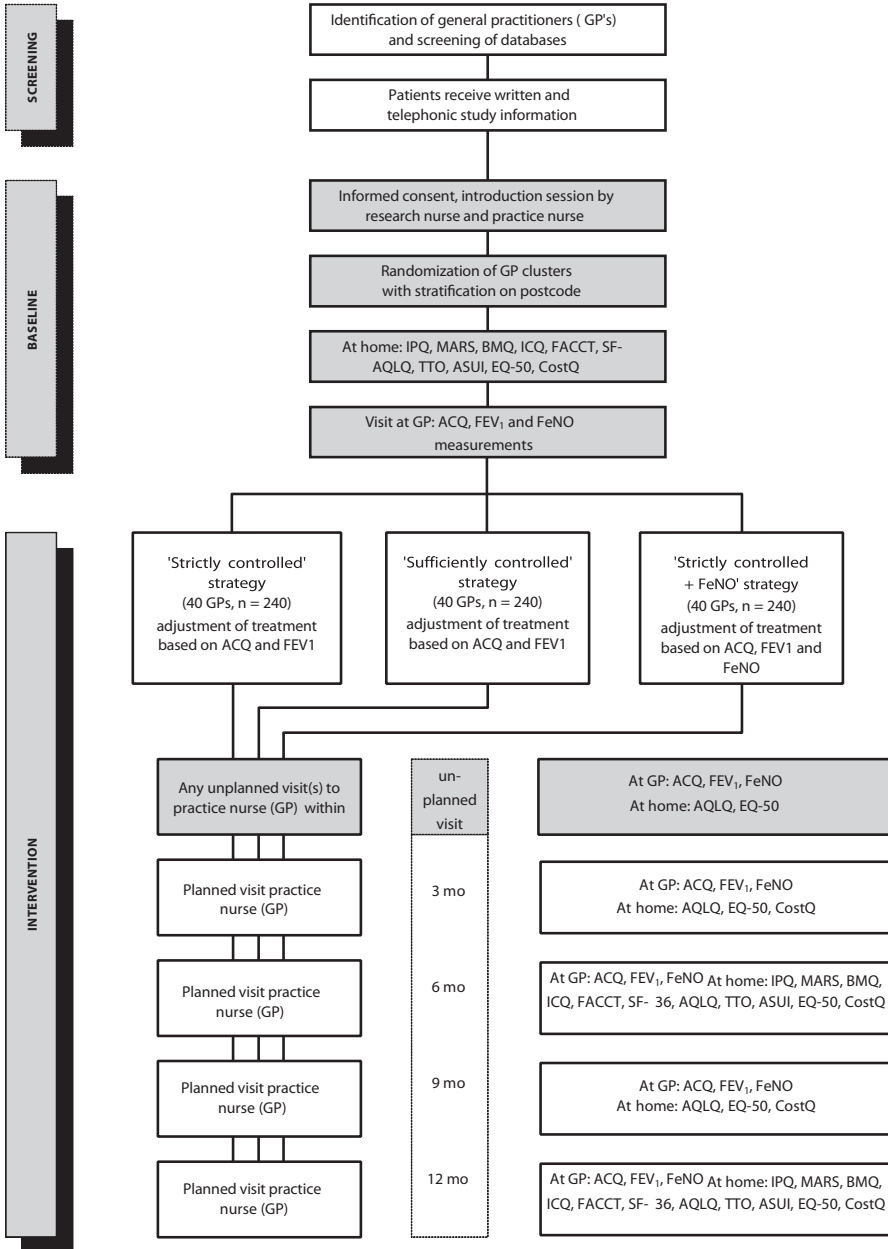 SCREENING
Identification of general practitioners ( GP's)
and screening of databases
Patients receive written and
telephonic study information
BASELINE
Informed consent, introduction session by
research nurse and practice nurse
Randomization of GP clusters
with stratification on postcode
At home: IPQ, MARS, BMQ, ICQ, FACCT, SF-
AQLQ, TTO, ASUI, EQ-50, CostQ
Visit at GP: ACQ, FEV₁ and FeNO
measurements
INTERVENTION
'Strictly controlled'
strategy
(40 GPs, n = 240)
adjustment of treatment
based on ACQ and FEV1
'Sufficiently controlled'
strategy
(40 GPs, n = 240)
adjustment of treatment
based on ACQ and FEV1
'Strictly controlled
+ FeNO' strategy
(40 GPs, n = 240)
adjustment of treatment
based on ACQ, FEV1 and
FeNO
Any unplanned visit(s) to
practice nurse (GP) within
un-
planned
visit
At GP: ACQ, FEV₁, FeNO
At home: AQLQ, EQ-50
Planned visit practice
nurse (GP)
3 mo
At GP: ACQ, FEV₁, FeNO
At home: AQLQ, EQ-50, CostQ
Planned visit practice
nurse (GP)
6 mo
At GP: ACQ, FEV₁, FeNO At home: IPQ, MARS, BMQ,
ICQ, FACCT, SF- 36, AQLQ, TTO, ASUI, EQ-50, CostQ
Planned visit practice
nurse (GP)
9 mo
At GP: ACQ, FEV₁, FeNO
At home: AQLQ, EQ-50, CostQ
Planned visit practice
nurse (GP)
12 mo
At GP: ACQ, FEV₁, FeNO At home: IPQ, MARS, BMQ,
ICQ, FACCT, SF- 36, AQLQ, TTO, ASUI, EQ-50, CostQ